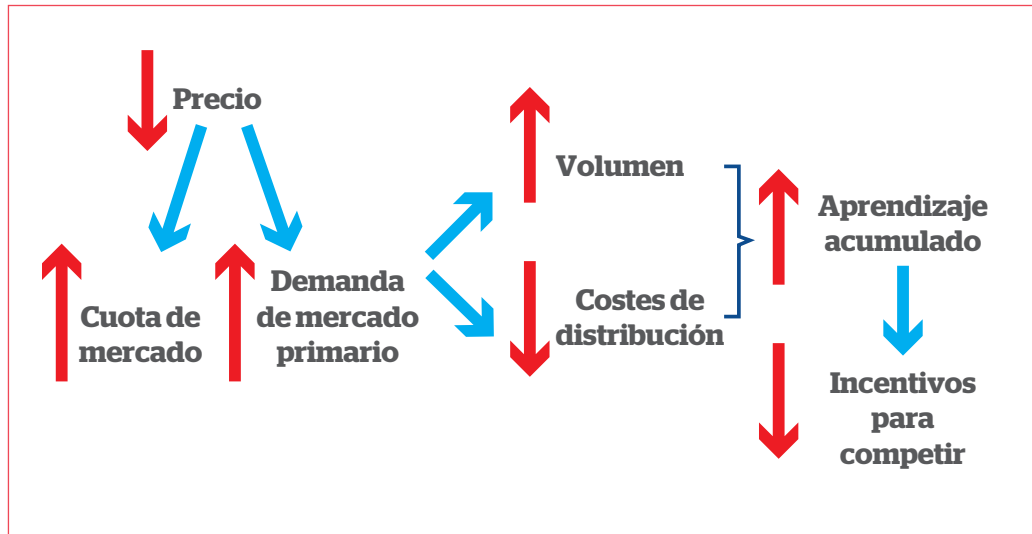 Precio
Cuota de
mercado
Demanda
de mercado
primario
Volumen
Costes de
distribución
Aprendizaje
acumulado
Incentivos
para
competir